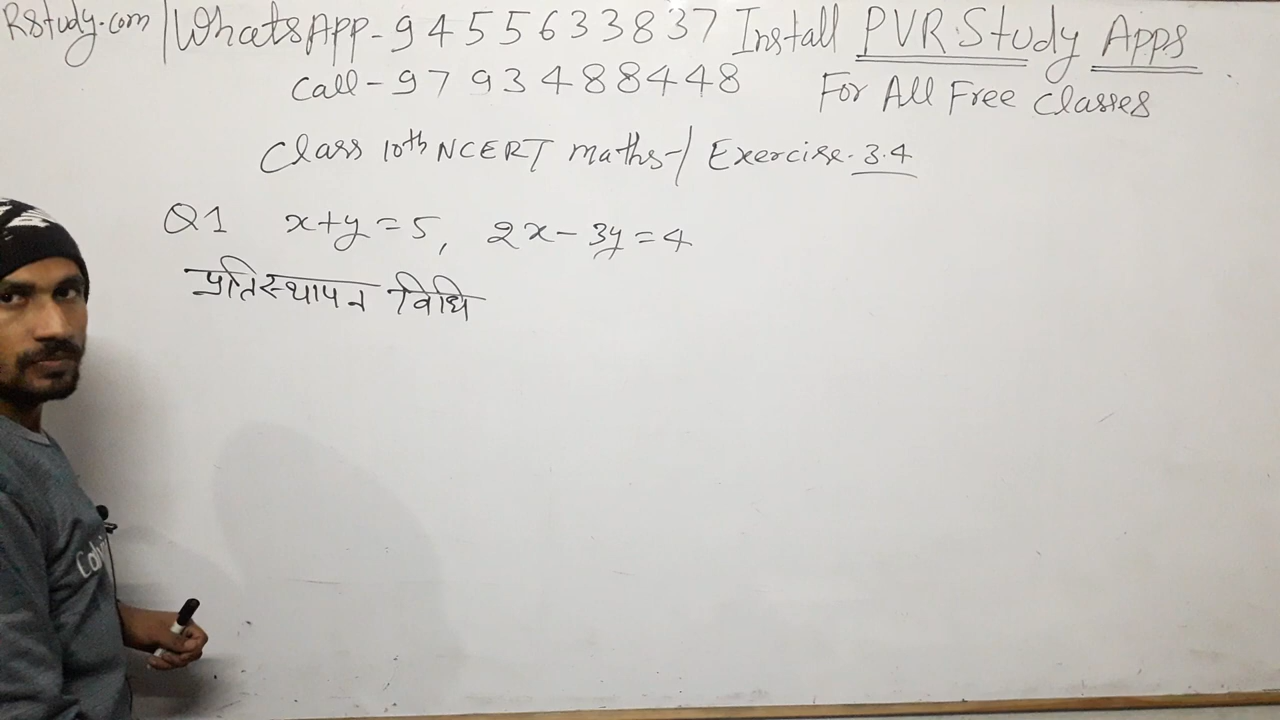 Rstudy.com | WhatsApp-9455633837 Install PVR Study Apps
Call-9793488448 For All Free Classes
Class 10th NCERT maths-| Exercise.3.4
Q1 x+y=5, 2x-3y=4
प्रतिस्थापन विधि